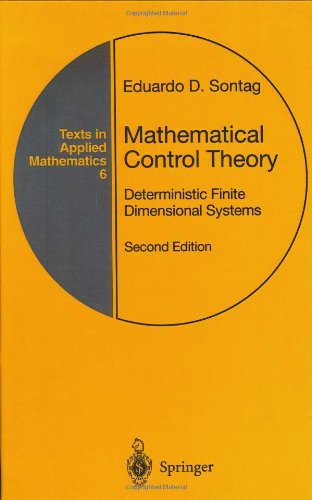 Eduardo D. Sontag
Texts in
Applied
Mathematics
6
Mathematical
Control Theory
Deterministic Finite
Dimensional Systems
Second Edition
Springer